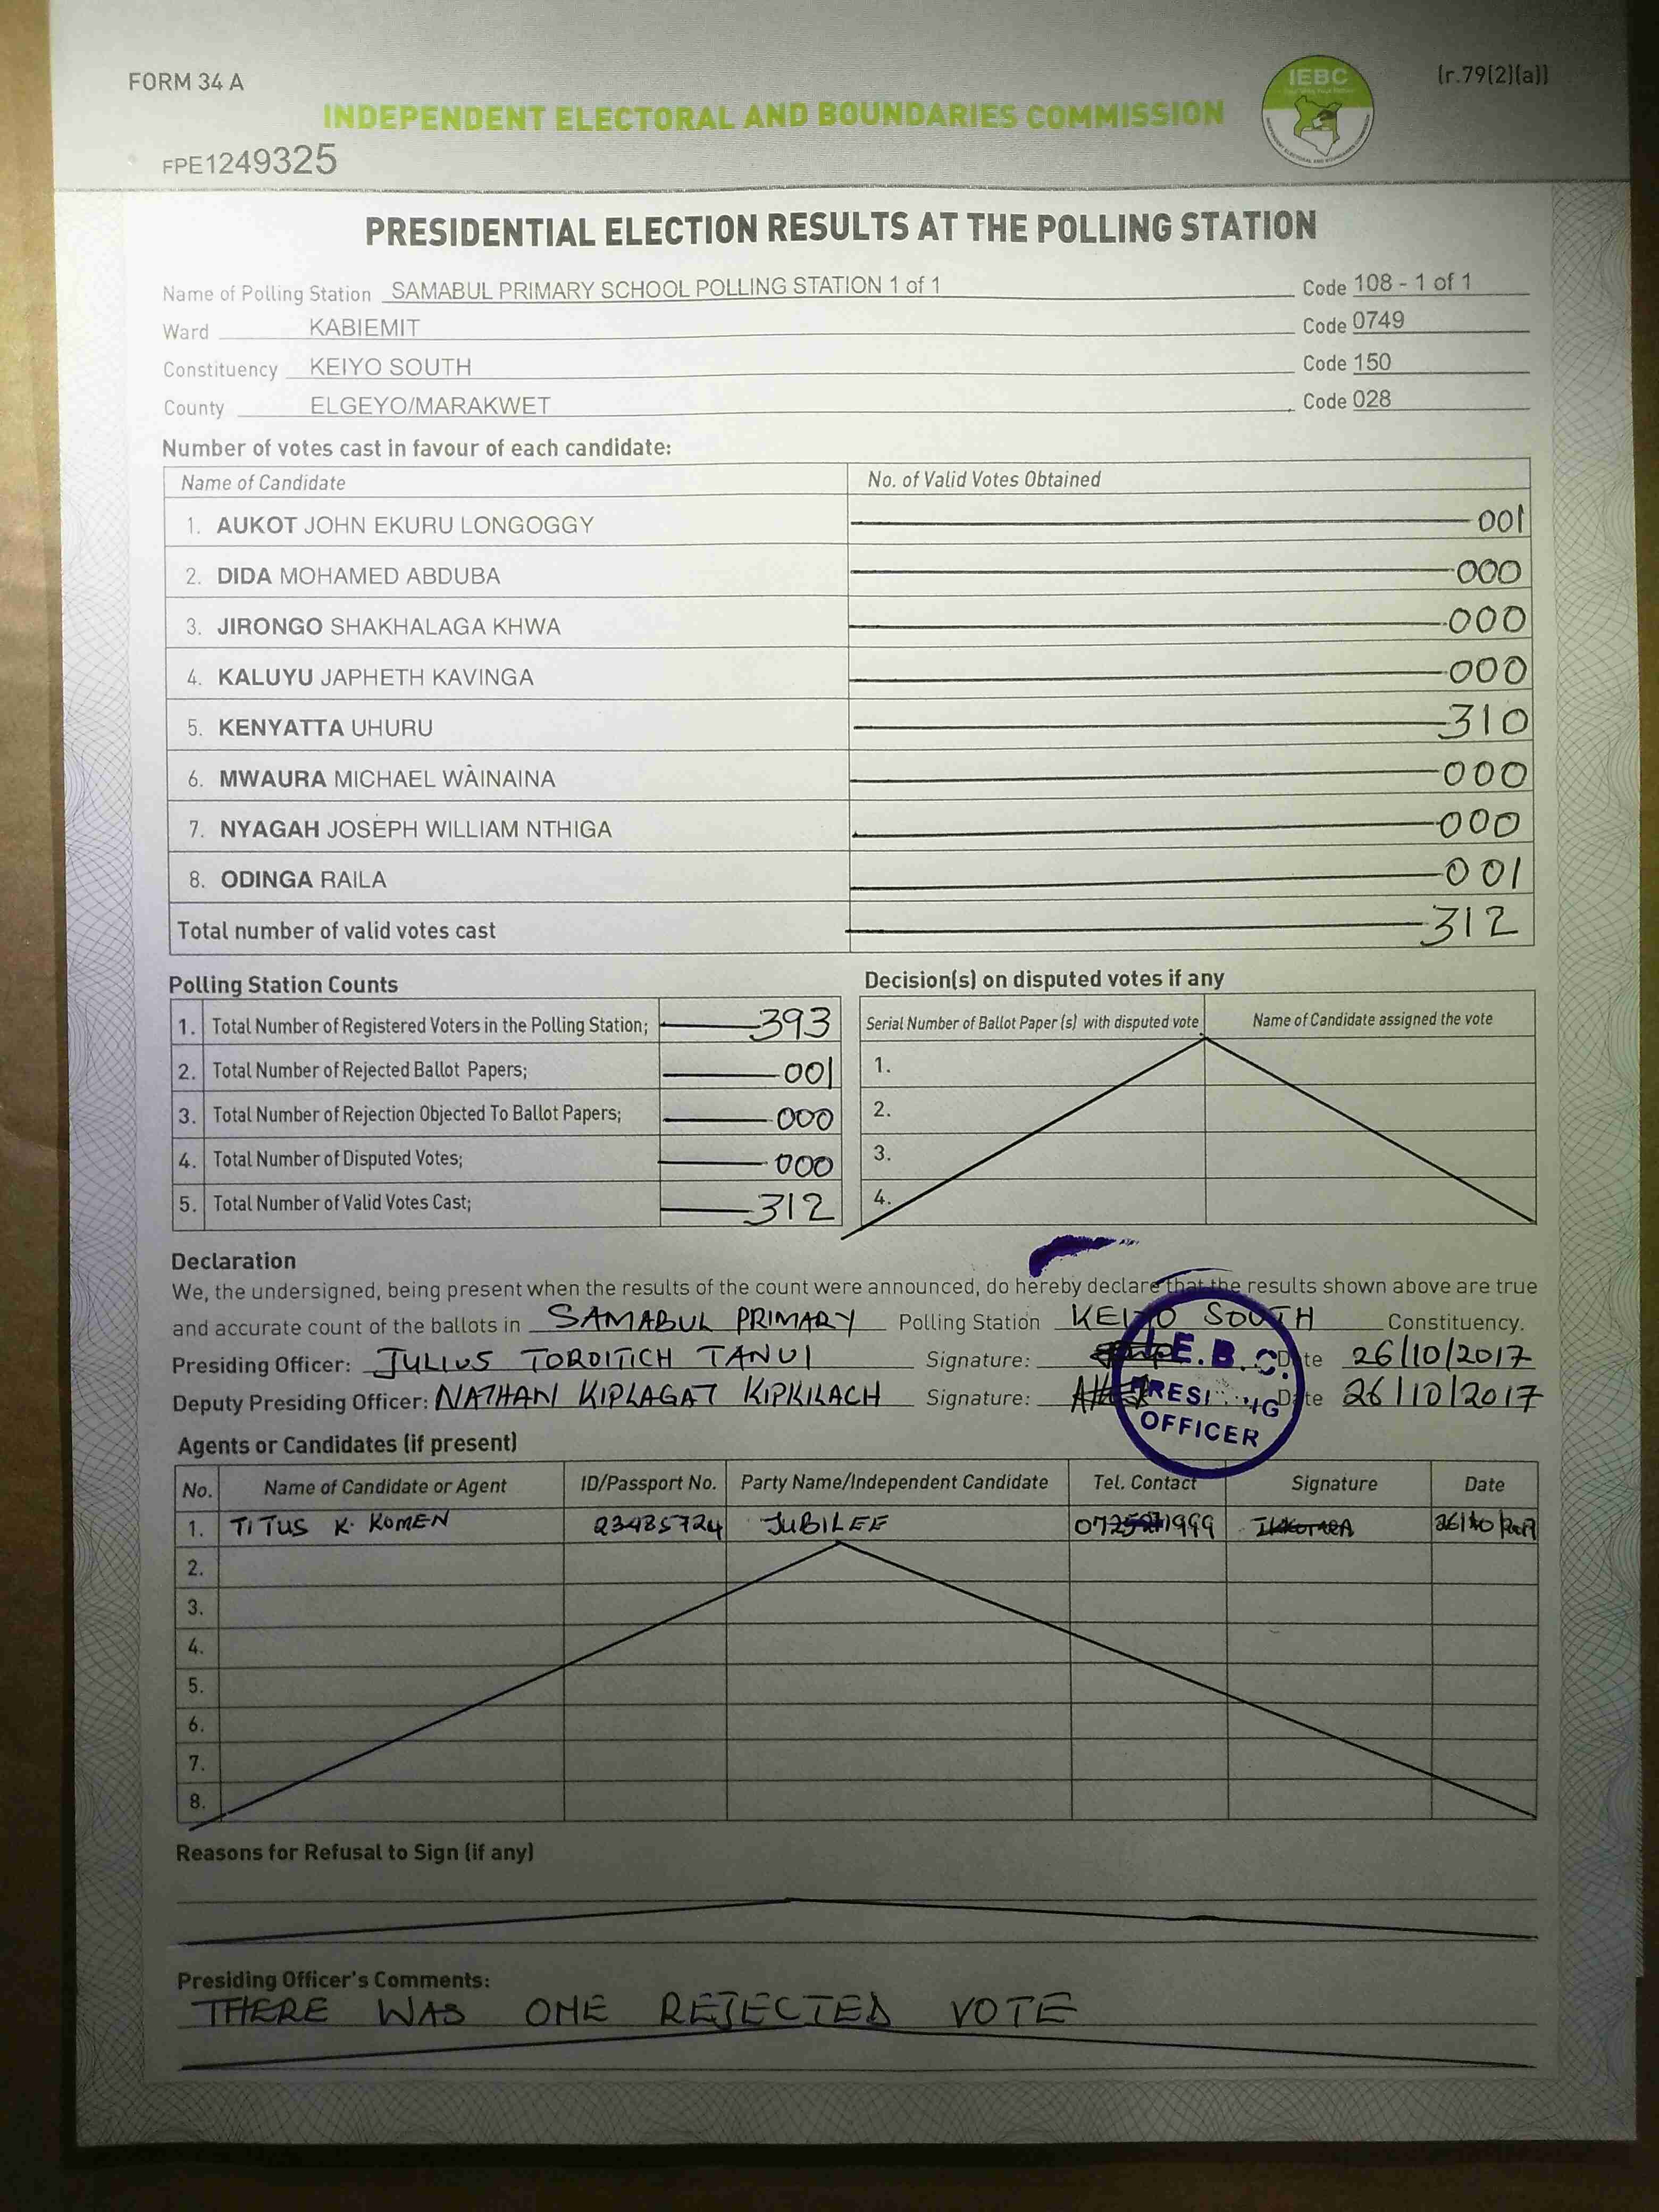 FORM 34 A
(r.79(2)(a))
INDEPENDENT ELECTORAL AND BOUNDARIES COMMISSION
IEBC
FPE1249325
PRESIDENTIAL ELECTION RESULTS AT THE POLLING STATION
Name of Polling Station SAMABUL PRIMARY SCHOOL POLLING STATION 1 of 1 Code 108 - 1 of 1
Ward KABIEMIT Code 0749
Constituency KEIYO SOUTH Code 150
County ELGEYO/MARAKWET Code 028
Number of votes cast in favour of each candidate:
Name of Candidate No. of Valid Votes Obtained
1. AUKOT JOHN EKURU LONGOGGY 001
2. DIDA MOHAMED ABDUBA 000
3. JIRONGO SHAKHALAGA KHWA 000
4. KALUYU JAPHETH KAVINGA 000
5. KENYATTA UHURU 310
6. MWAURA MICHAEL WAINAINA 000
7. NYAGAH JOSEPH WILLIAM NTHIGA 000
8. ODINGA RAILA 001
Total number of valid votes cast 312
Polling Station Counts
1. Total Number of Registered Voters in the Polling Station; 393
2. Total Number of Rejected Ballot Papers; 001
3. Total Number of Rejection Objected To Ballot Papers; 000
4. Total Number of Disputed Votes; 000
5. Total Number of Valid Votes Cast; 312
Decision(s) on disputed votes if any
Serial Number of Ballot Paper (s) with disputed vote Name of Candidate assigned the vote
1.
2.
3.
4.
Declaration
We, the undersigned, being present when the results of the count were announced, do hereby declare that the results shown above are true
and accurate count of the ballots in SAMABUL PRIMARY Polling Station KEIYO SOUTH Constituency.
Presiding Officer: JULIUS TOROITICH TANUI Signature: Date 26/10/2017
Deputy Presiding Officer: NATHAN KIPLAGAT KIPKILACH Signature: Date 26/10/2017
I.E.B.C.
PRESIDING
OFFICER
Agents or Candidates (if present)
No. Name of Candidate or Agent ID/Passport No. Party Name/Independent Candidate Tel. Contact Signature Date
1. TITUS K. KOMEN 23485724 JUBILEE 26/10/2017
2.
3.
4.
5.
6.
7.
8.
Reasons for Refusal to Sign (if any)
Presiding Officer's Comments:
THERE WAS ONE REJECTED VOTE